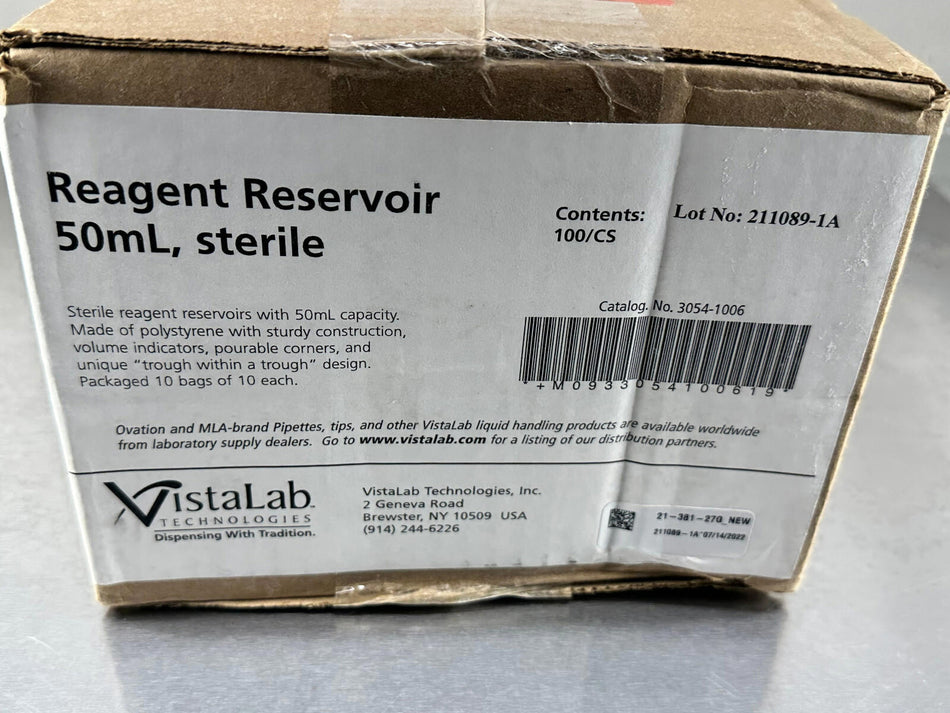 Reagent Reservoir
50mL, sterile
Contents:
100/CS
Lot No: 211089-1A
Sterile reagent reservoirs with 50mL capacity.
Made of polystyrene with sturdy construction,
volume indicators, pourable corners, and
unique “trough within a trough” design.
Packaged 10 bags of 10 each.
Catalog. No. 3054-1006
*+M0933054100619*
Ovation and MLA-brand Pipettes, tips, and other VistaLab liquid handling products are available worldwide
from laboratory supply dealers. Go to www.vistalab.com for a listing of our distribution partners.
VistaLab™
TECHNOLOGIES
Dispensing With Tradition.
VistaLab Technologies, Inc.
2 Geneva Road
Brewster, NY 10509 USA
(914) 244-6226
21-381-27G_NEW
211089-1A^07/14/2022